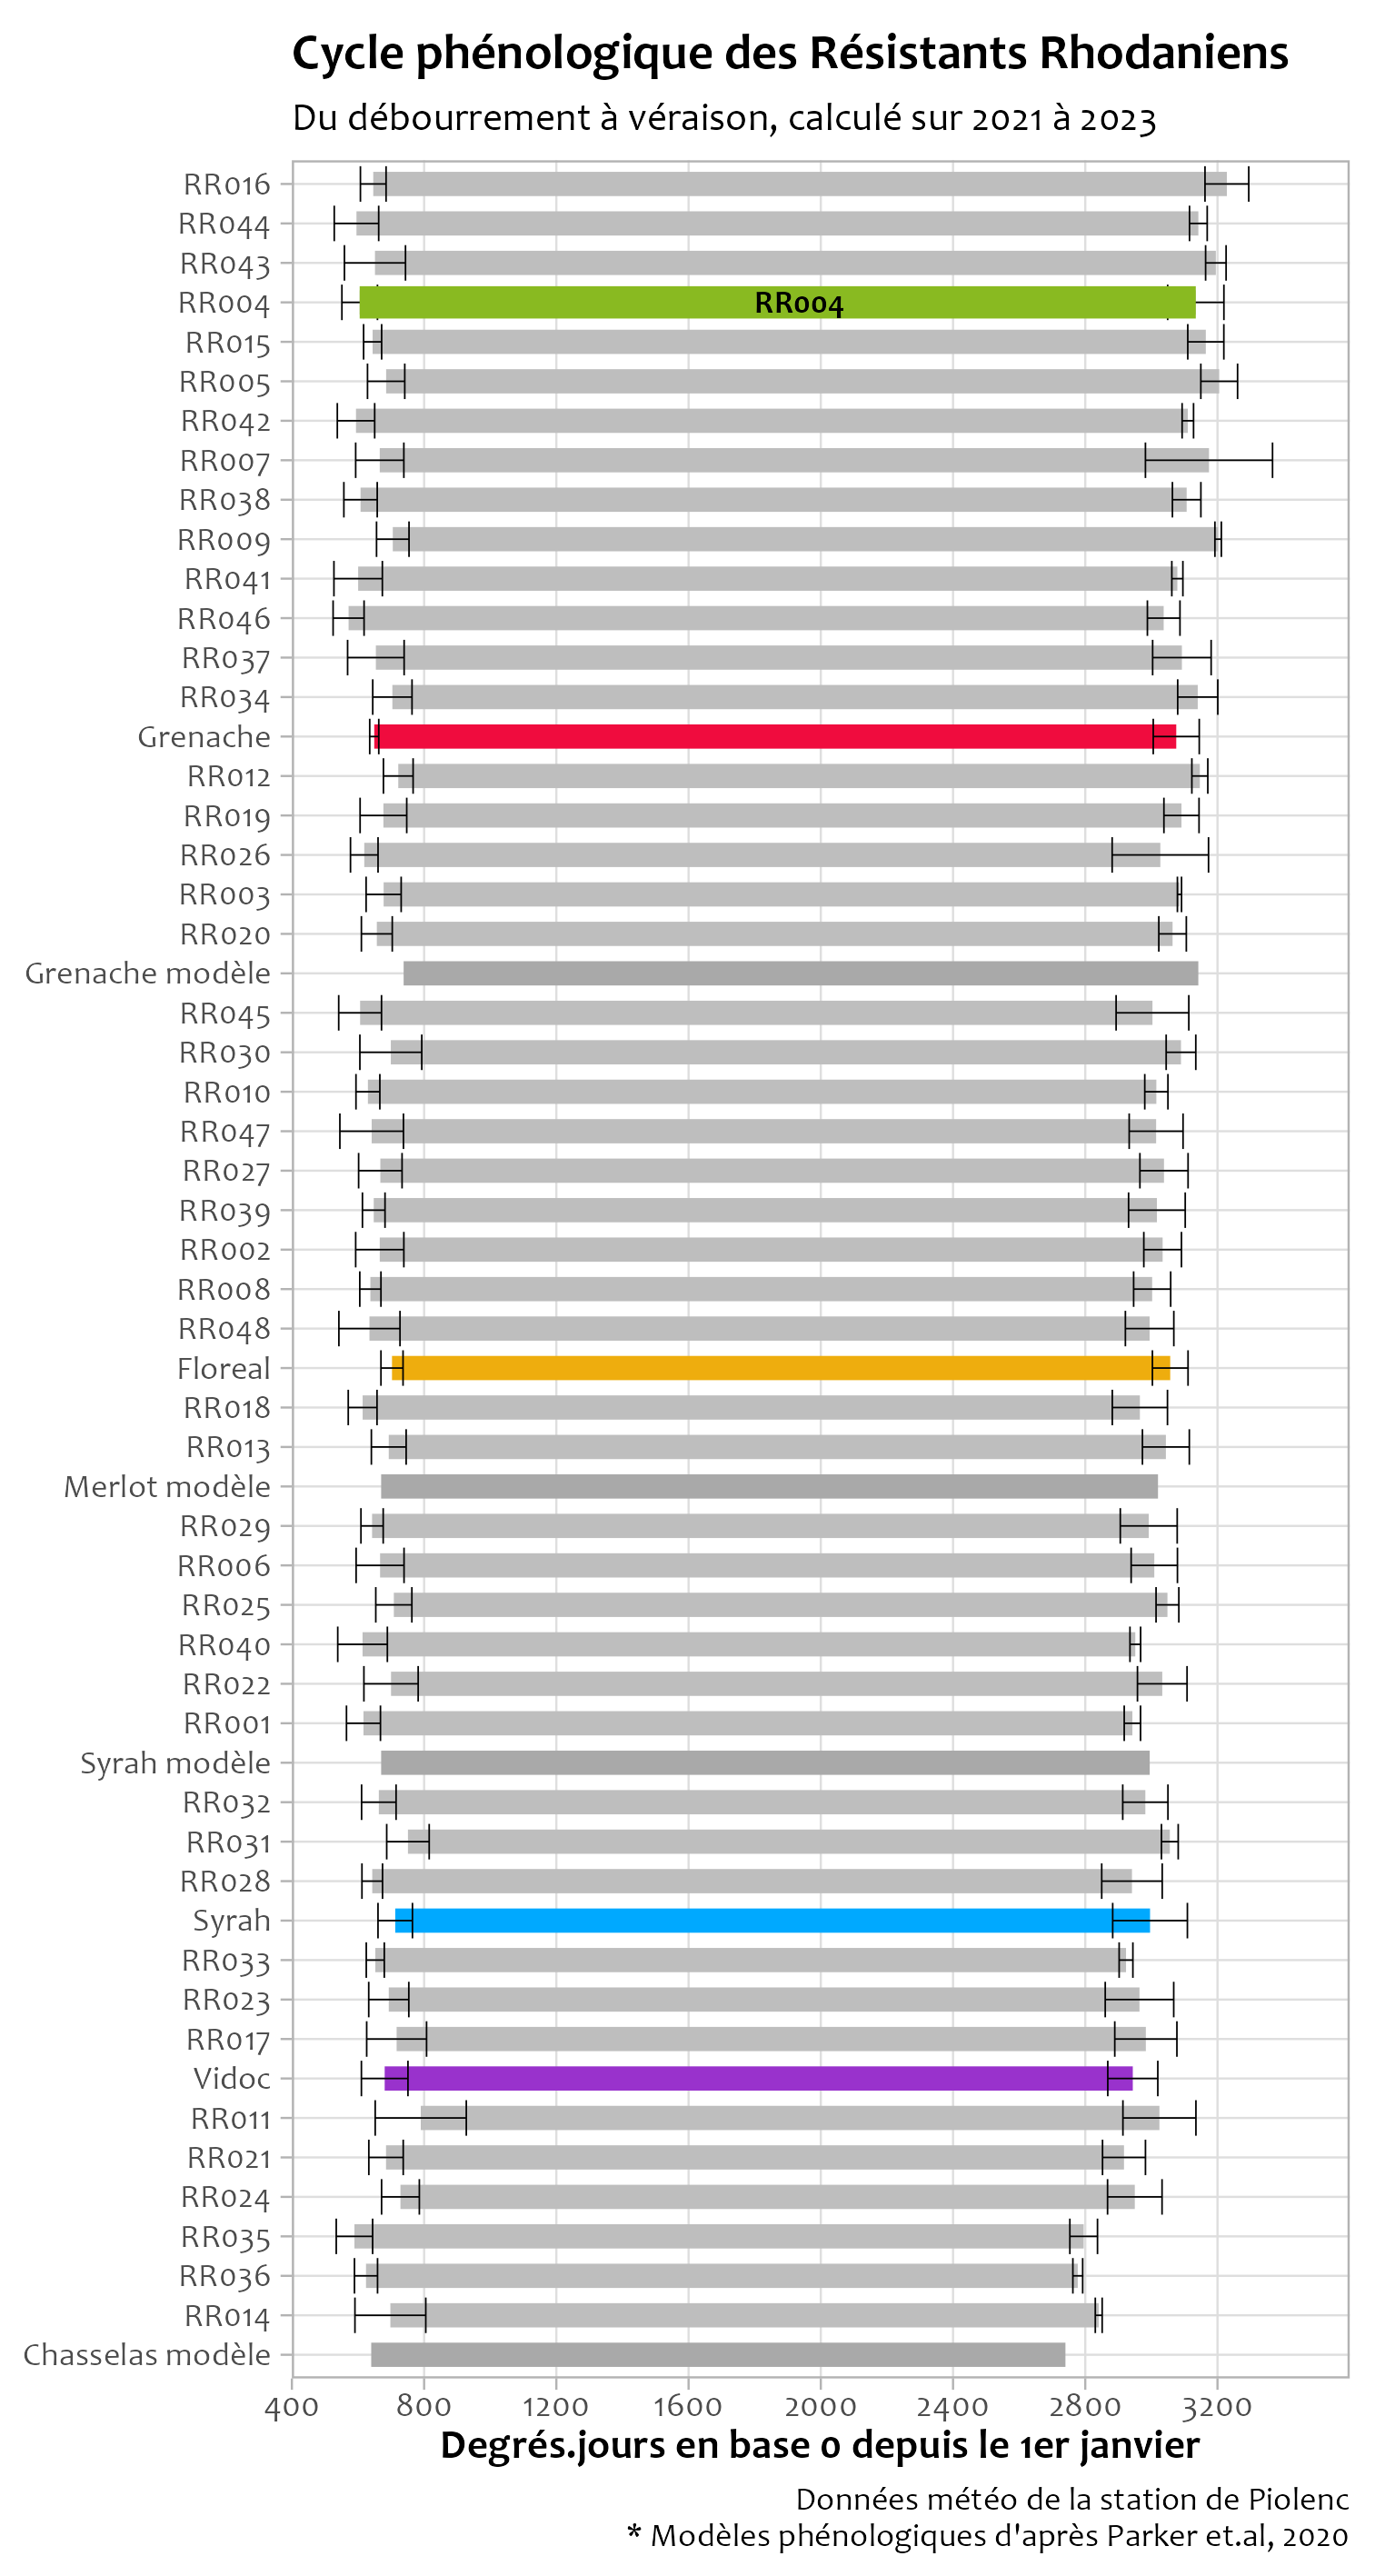 Cycle phénologique des Résistants Rhodaniens
Du débourrement à véraison, calculé sur 2021 à 2023
RR016
RR044
RR043
RR004 RR004
RR015
RR005
RR042
RR007
RR038
RR009
RR041
RR046
RR037
RR034
Grenache
RR012
RR019
RR026
RR003
RR020
Grenache modèle
RR045
RR030
RR010
RR047
RR027
RR039
RR002
RR008
RR048
Floreal
RR018
RR013
Merlot modèle
RR029
RR006
RR025
RR040
RR022
RR001
Syrah modèle
RR032
RR031
RR028
Syrah
RR033
RR023
RR017
Vidoc
RR011
RR021
RR024
RR035
RR036
RR014
Chasselas modèle
400 800 1200 1600 2000 2400 2800 3200
Degrés.jours en base 0 depuis le 1er janvier
Données météo de la station de Piolenc
* Modèles phénologiques d'après Parker et.al, 2020